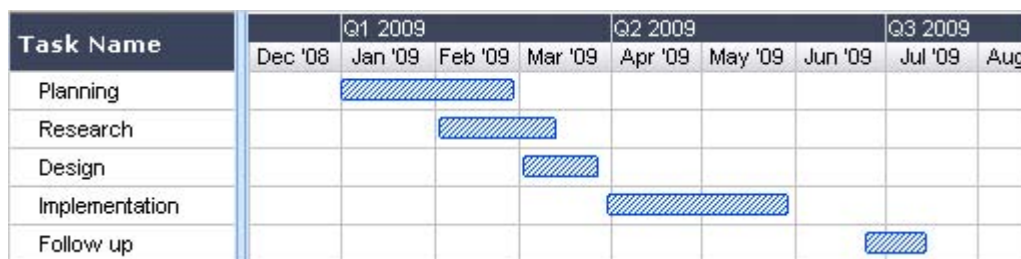 Task Name
Q1 2009 Q2 2009 Q3 2009
Dec '08 Jan '09 Feb '09 Mar '09 Apr '09 May '09 Jun '09 Jul '09 Aug
Planning
Research
Design
Implementation
Follow up